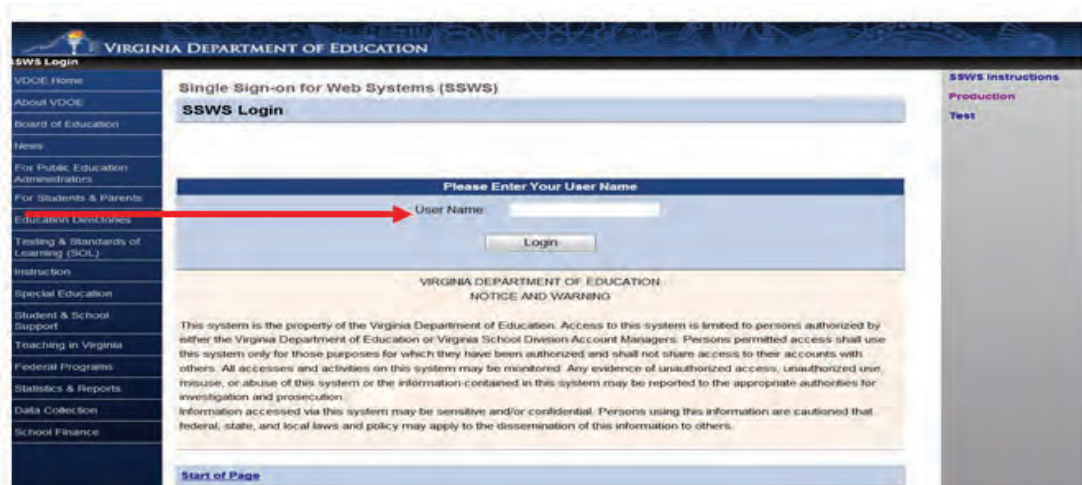 VIRGINIA DEPARTMENT OF EDUCATION
SSWS Login
VDOE Home
About VDOE
Board of Education
News
For Public Education
Administrators
For Students & Parents
Education Directories
Testing & Standards of
Learning (SOL)
Instruction
Special Education
Student & School
Support
Teaching in Virginia
Federal Programs
Statistics & Reports
Data Collection
School Finance
Single Sign-on for Web Systems (SSWS)
SSWS Login
Please Enter Your User Name
User Name:
Login
VIRGINIA DEPARTMENT OF EDUCATION
NOTICE AND WARNING
This system is the property of the Virginia Department of Education. Access to this system is limited to persons authorized by
either the Virginia Department of Education or Virginia School Division Account Managers. Persons permitted access shall use
this system only for those purposes for which they have been authorized and shall not share access to their accounts with
others. All accesses and activities on this system may be monitored. Any evidence of unauthorized access, unauthorized use,
misuse, or abuse of this system or the information contained in this system may be reported to the appropriate authorities for
investigation and prosecution.
Information accessed via this system may be sensitive and/or confidential. Persons using this information are cautioned that
federal, state, and local laws and policy may apply to the dissemination of this information to others.
Start of Page
SSWS Instructions
Production
Test